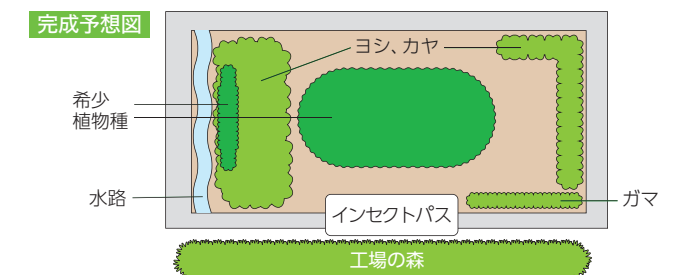 完成予想図
ヨシ、カヤ
希少
植物種
水路
ガマ
インセクトパス
工場の森